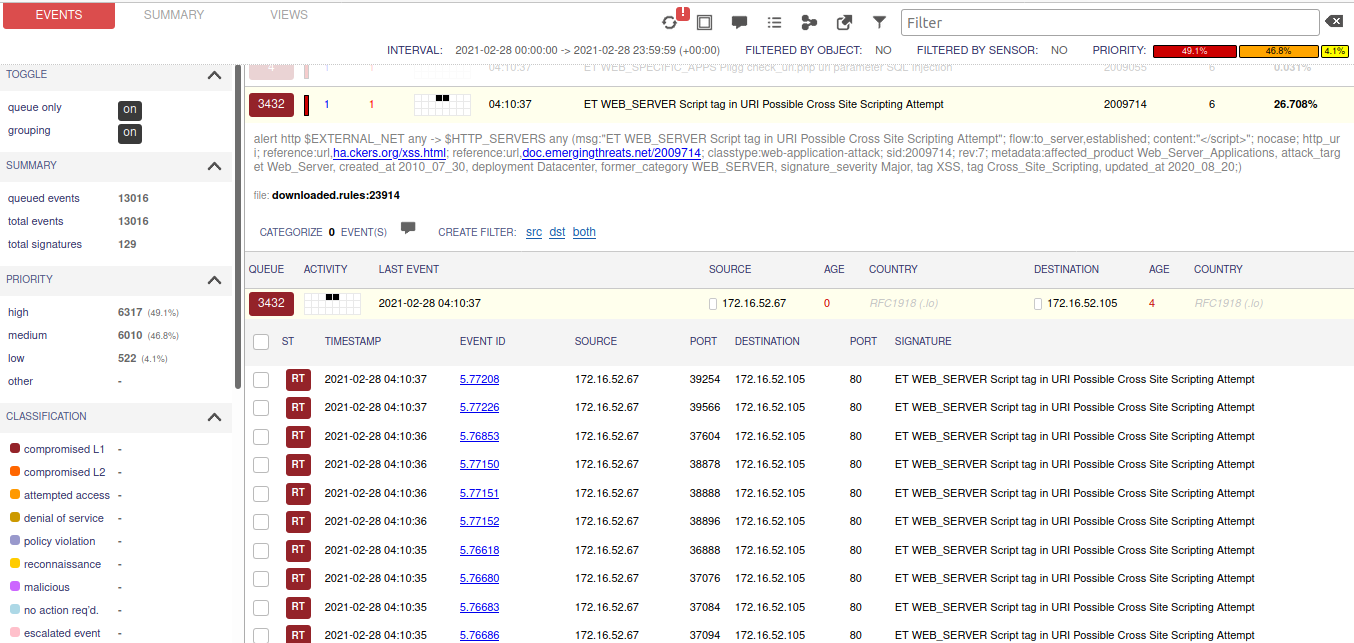 EVENTS SUMMARY VIEWS
!
Filter
INTERVAL: 2021-02-28 00:00:00 -> 2021-02-28 23:59:59 (+00:00) FILTERED BY OBJECT: NO FILTERED BY SENSOR: NO PRIORITY: 49.1% 46.8% 4.1%
TOGGLE
queue only on
grouping on
SUMMARY
queued events 13016
total events 13016
total signatures 129
PRIORITY
high 6317 (49.1%)
medium 6010 (46.8%)
low 522 (4.1%)
other -
CLASSIFICATION
compromised L1 -
compromised L2 -
attempted access -
denial of service -
policy violation -
reconnaissance -
malicious -
no action req'd. -
escalated event -
4 1 1 04:10:37 ET WEB_SPECIFIC_APPS Pligg check_url.php url parameter SQL Injection 2009055 6 0.031%
3432 1 1 04:10:37 ET WEB_SERVER Script tag in URI Possible Cross Site Scripting Attempt 2009714 6 26.708%
alert http $EXTERNAL_NET any -> $HTTP_SERVERS any (msg:"ET WEB_SERVER Script tag in URI Possible Cross Site Scripting Attempt"; flow:to_server,established; content:"</script>"; nocase; http_ur
i; reference:url,ha.ckers.org/xss.html; reference:url,doc.emergingthreats.net/2009714; classtype:web-application-attack; sid:2009714; rev:7; metadata:affected_product Web_Server_Applications, attack_targ
et Web_Server, created_at 2010_07_30, deployment Datacenter, former_category WEB_SERVER, signature_severity Major, tag XSS, tag Cross_Site_Scripting, updated_at 2020_08_20;)
file: downloaded.rules:23914
CATEGORIZE 0 EVENT(S) CREATE FILTER: src dst both
QUEUE ACTIVITY LAST EVENT SOURCE AGE COUNTRY DESTINATION AGE COUNTRY
3432 2021-02-28 04:10:37 172.16.52.67 0 RFC1918 (.lo) 172.16.52.105 4 RFC1918 (.lo)
ST TIMESTAMP EVENT ID SOURCE PORT DESTINATION PORT SIGNATURE
RT 2021-02-28 04:10:37 5.77208 172.16.52.67 39254 172.16.52.105 80 ET WEB_SERVER Script tag in URI Possible Cross Site Scripting Attempt
RT 2021-02-28 04:10:37 5.77226 172.16.52.67 39566 172.16.52.105 80 ET WEB_SERVER Script tag in URI Possible Cross Site Scripting Attempt
RT 2021-02-28 04:10:36 5.76853 172.16.52.67 37604 172.16.52.105 80 ET WEB_SERVER Script tag in URI Possible Cross Site Scripting Attempt
RT 2021-02-28 04:10:36 5.77150 172.16.52.67 38878 172.16.52.105 80 ET WEB_SERVER Script tag in URI Possible Cross Site Scripting Attempt
RT 2021-02-28 04:10:36 5.77151 172.16.52.67 38888 172.16.52.105 80 ET WEB_SERVER Script tag in URI Possible Cross Site Scripting Attempt
RT 2021-02-28 04:10:36 5.77152 172.16.52.67 38896 172.16.52.105 80 ET WEB_SERVER Script tag in URI Possible Cross Site Scripting Attempt
RT 2021-02-28 04:10:35 5.76618 172.16.52.67 36888 172.16.52.105 80 ET WEB_SERVER Script tag in URI Possible Cross Site Scripting Attempt
RT 2021-02-28 04:10:35 5.76680 172.16.52.67 37076 172.16.52.105 80 ET WEB_SERVER Script tag in URI Possible Cross Site Scripting Attempt
RT 2021-02-28 04:10:35 5.76683 172.16.52.67 37084 172.16.52.105 80 ET WEB_SERVER Script tag in URI Possible Cross Site Scripting Attempt
RT 2021-02-28 04:10:35 5.76686 172.16.52.67 37094 172.16.52.105 80 ET WEB_SERVER Script tag in URI Possible Cross Site Scripting Attempt